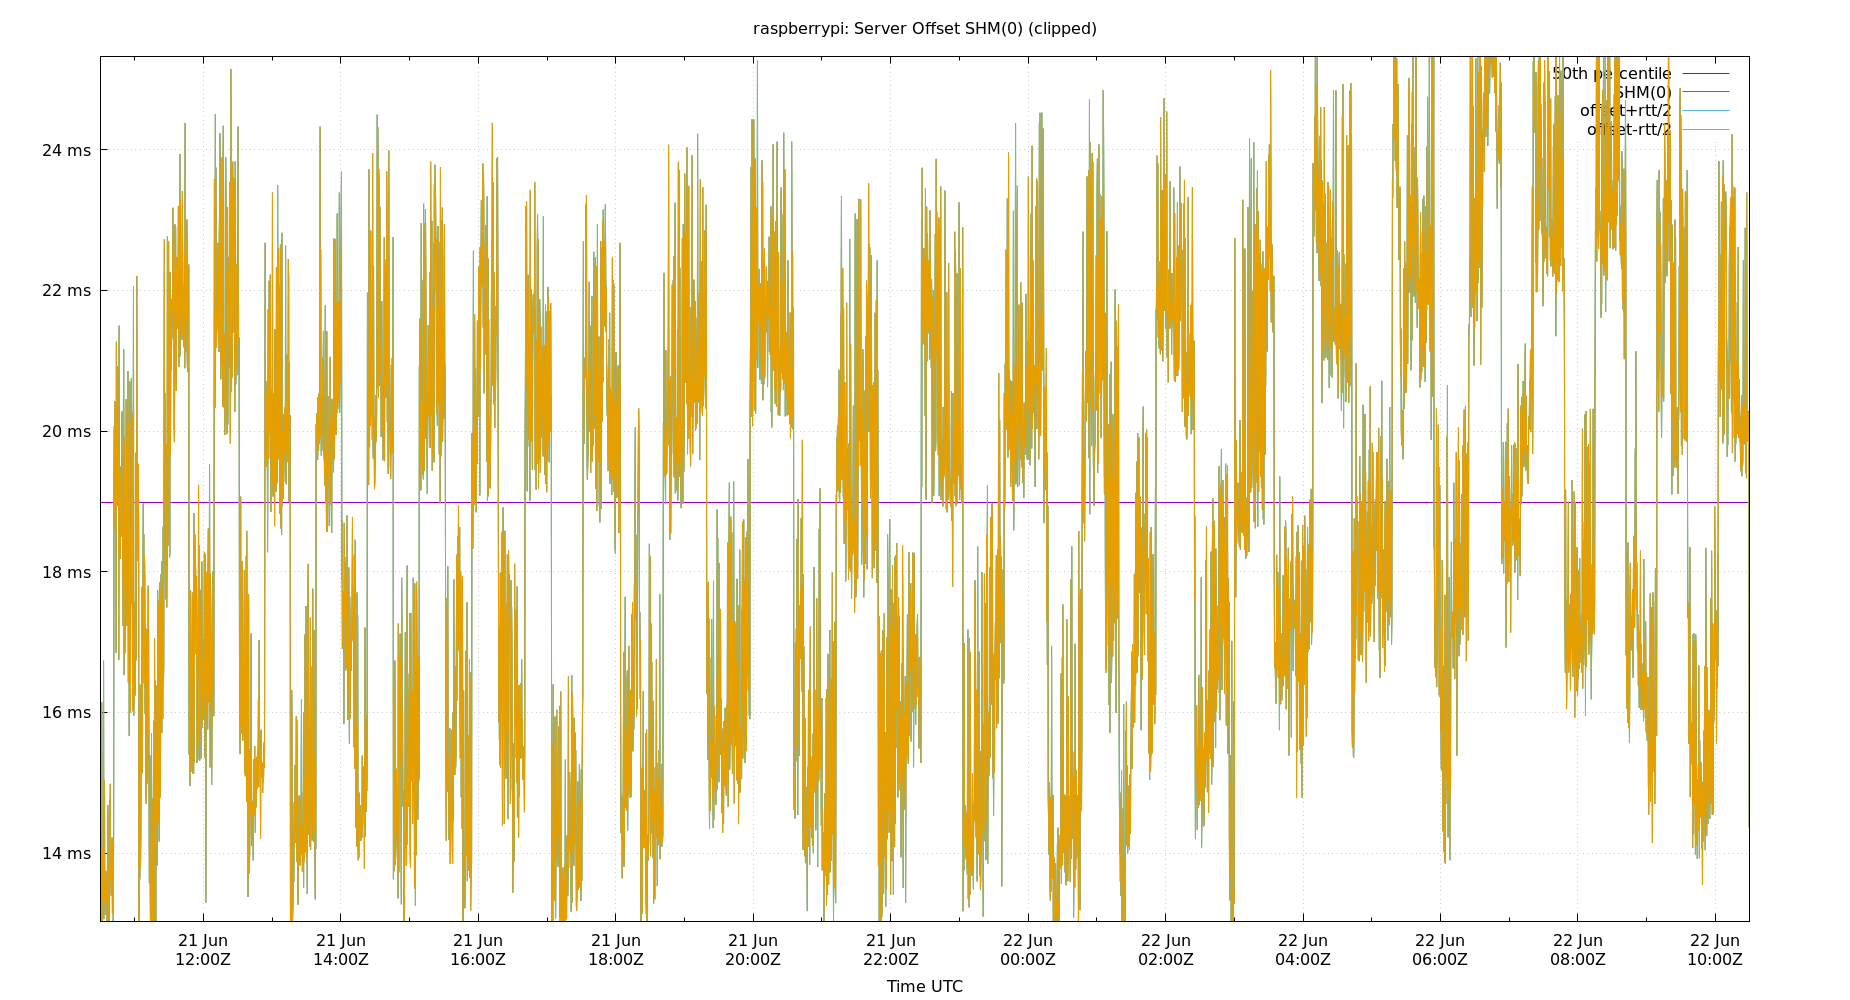 raspberrypi: Server Offset SHM(0) (clipped)
50th percentile
SHM(0)
offset+rtt/2
offset-rtt/2
24 ms
22 ms
20 ms
18 ms
16 ms
14 ms
21 Jun 21 Jun 21 Jun 21 Jun 21 Jun 21 Jun 22 Jun 22 Jun 22 Jun 22 Jun 22 Jun 22 Jun
12:00Z 14:00Z 16:00Z 18:00Z 20:00Z 22:00Z 00:00Z 02:00Z 04:00Z 06:00Z 08:00Z 10:00Z
Time UTC